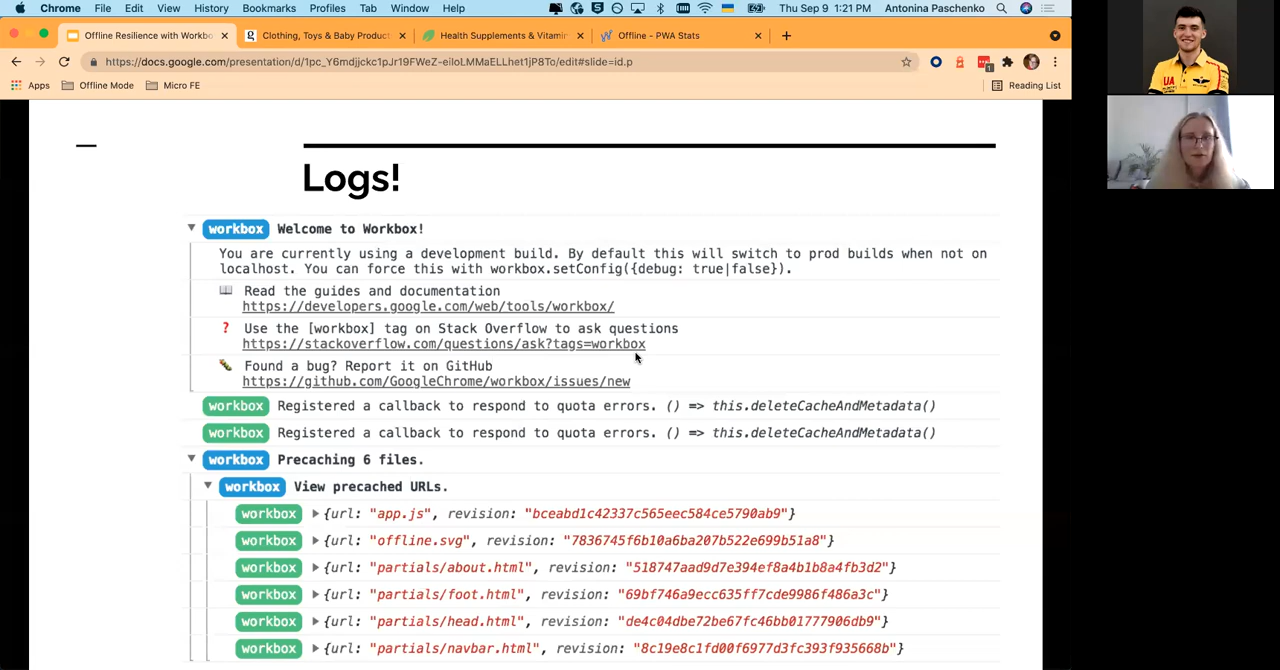 Chrome File Edit View History Bookmarks Profiles Tab Window Help Thu Sep 9 1:21 PM Antonina Paschenko
Offline Resilience with Workbo Clothing, Toys & Baby Product Health Supplements & Vitamin Offline - PWA Stats
https://docs.google.com/presentation/d/1pc_Y6mdjjckc1pJr19FWeZ-eiloLMMaELLhet1jP8To/edit#slide=id.p
Apps Offline Mode Micro FE Reading List
Logs!
workbox Welcome to Workbox!
You are currently using a development build. By default this will switch to prod builds when not on
localhost. You can force this with workbox.setConfig({debug: true|false}).
Read the guides and documentation
https://developers.google.com/web/tools/workbox/
Use the [workbox] tag on Stack Overflow to ask questions
https://stackoverflow.com/questions/ask?tags=workbox
Found a bug? Report it on GitHub
https://github.com/GoogleChrome/workbox/issues/new
workbox Registered a callback to respond to quota errors. () => this.deleteCacheAndMetadata()
workbox Registered a callback to respond to quota errors. () => this.deleteCacheAndMetadata()
workbox Precaching 6 files.
workbox View precached URLs.
workbox {url: "app.js", revision: "bceabd1c42337c565eec584ce5790ab9"}
workbox {url: "offline.svg", revision: "7836745f6b10a6ba207b522e699b51a8"}
workbox {url: "partials/about.html", revision: "518747aad9d7e394ef8a4b1b8a4fb3d2"}
workbox {url: "partials/foot.html", revision: "69bf746a9ecc635ff7cde9986f486a3c"}
workbox {url: "partials/head.html", revision: "de4c04dbe72be67fc46bb01777906db9"}
workbox {url: "partials/navbar.html", revision: "8c19e8c1fd00f6977d3fc393f935668b"}
UA